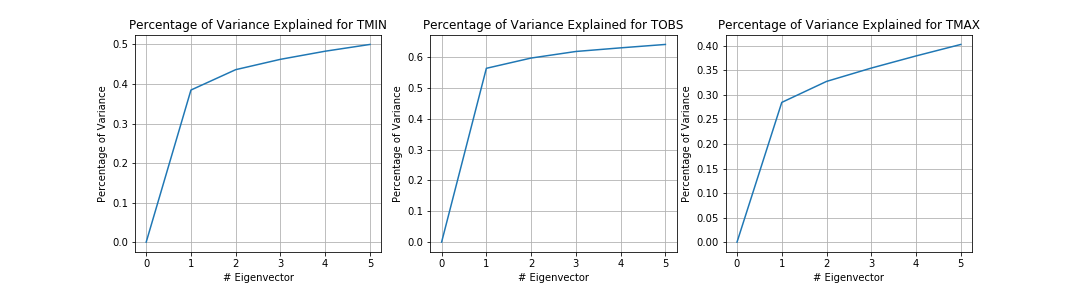 Percentage of Variance Explained for TMIN
Percentage of Variance
0.5
0.4
0.3
0.2
0.1
0.0
0 1 2 3 4 5
# Eigenvector
Percentage of Variance Explained for TOBS
Percentage of Variance
0.6
0.5
0.4
0.3
0.2
0.1
0.0
0 1 2 3 4 5
# Eigenvector
Percentage of Variance Explained for TMAX
Percentage of Variance
0.40
0.35
0.30
0.25
0.20
0.15
0.10
0.05
0.00
0 1 2 3 4 5
# Eigenvector